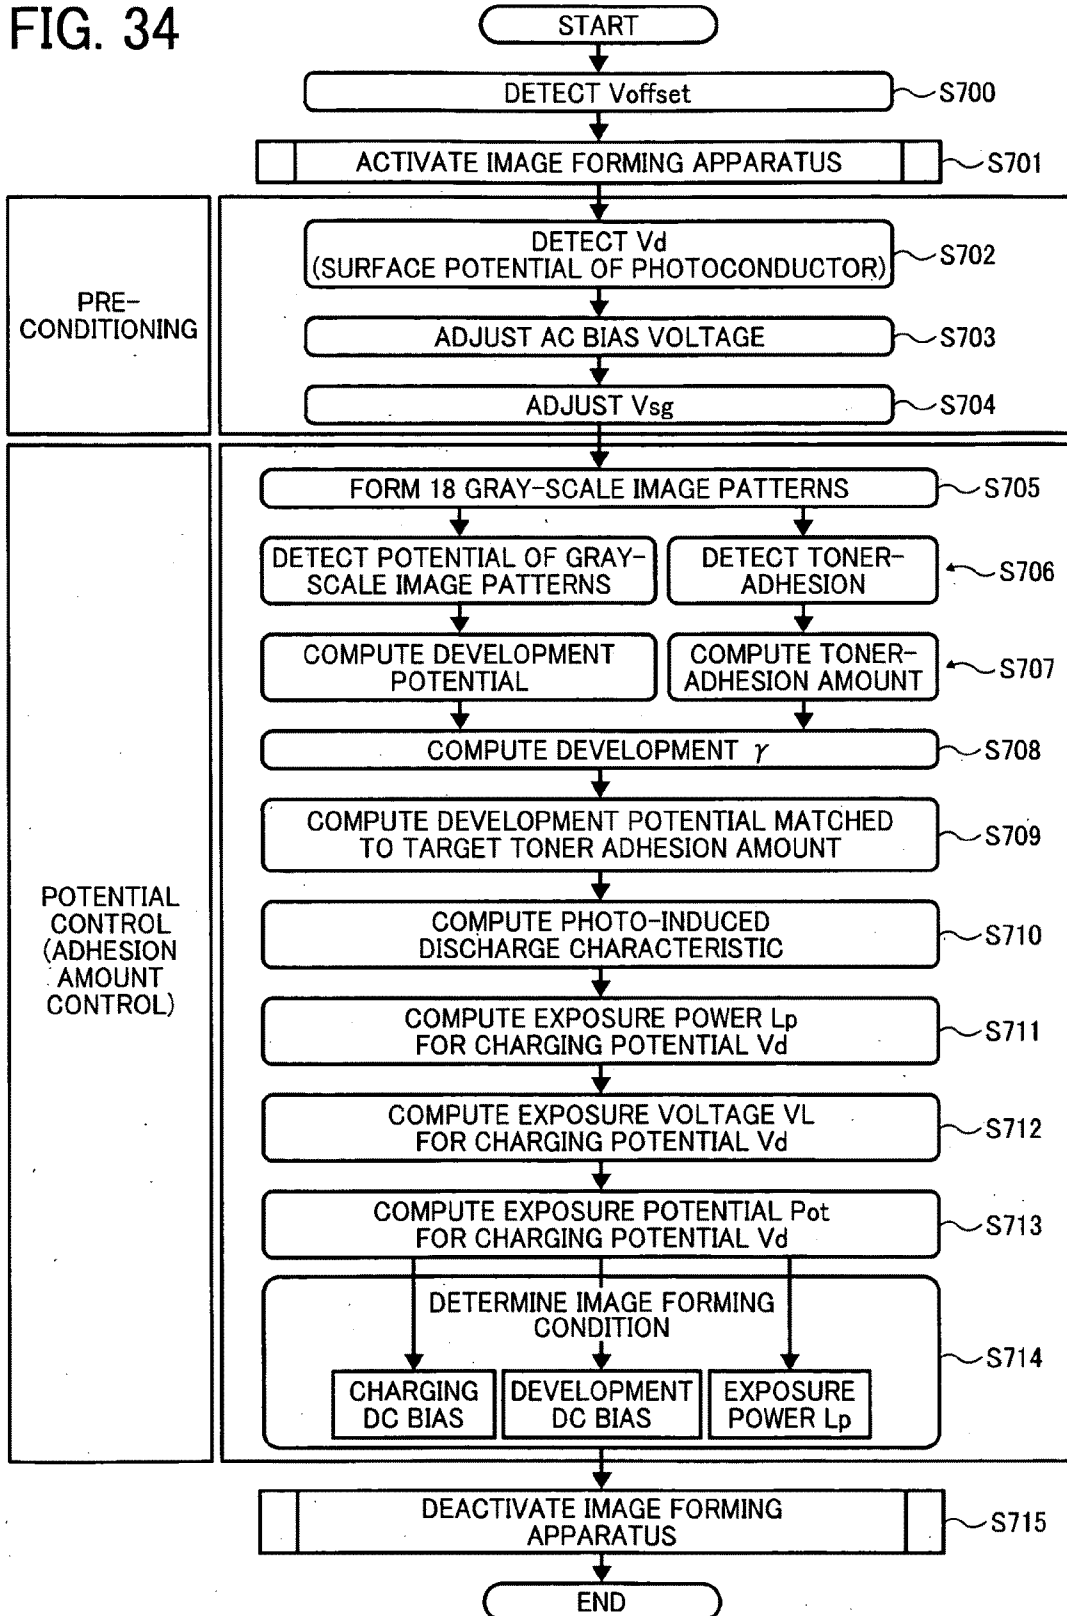 FIG. 34
START
DETECT Voffset
S700
ACTIVATE IMAGE FORMING APPARATUS
S701
PRE-
CONDITIONING
DETECT Vd
(SURFACE POTENTIAL OF PHOTOCONDUCTOR)
S702
ADJUST AC BIAS VOLTAGE
S703
ADJUST Vsg
S704
POTENTIAL
CONTROL
(ADHESION
AMOUNT
CONTROL)
FORM 18 GRAY-SCALE IMAGE PATTERNS
S705
DETECT POTENTIAL OF GRAY-
SCALE IMAGE PATTERNS
DETECT TONER-
ADHESION
S706
COMPUTE DEVELOPMENT
POTENTIAL
COMPUTE TONER-
ADHESION AMOUNT
S707
COMPUTE DEVELOPMENT γ
S708
COMPUTE DEVELOPMENT POTENTIAL MATCHED
TO TARGET TONER ADHESION AMOUNT
S709
COMPUTE PHOTO-INDUCED
DISCHARGE CHARACTERISTIC
S710
COMPUTE EXPOSURE POWER Lp
FOR CHARGING POTENTIAL Vd
S711
COMPUTE EXPOSURE VOLTAGE VL
FOR CHARGING POTENTIAL Vd
S712
COMPUTE EXPOSURE POTENTIAL Pot
FOR CHARGING POTENTIAL Vd
S713
DETERMINE IMAGE FORMING
CONDITION
S714
CHARGING
DC BIAS
DEVELOPMENT
DC BIAS
EXPOSURE
POWER Lp
DEACTIVATE IMAGE FORMING
APPARATUS
S715
END